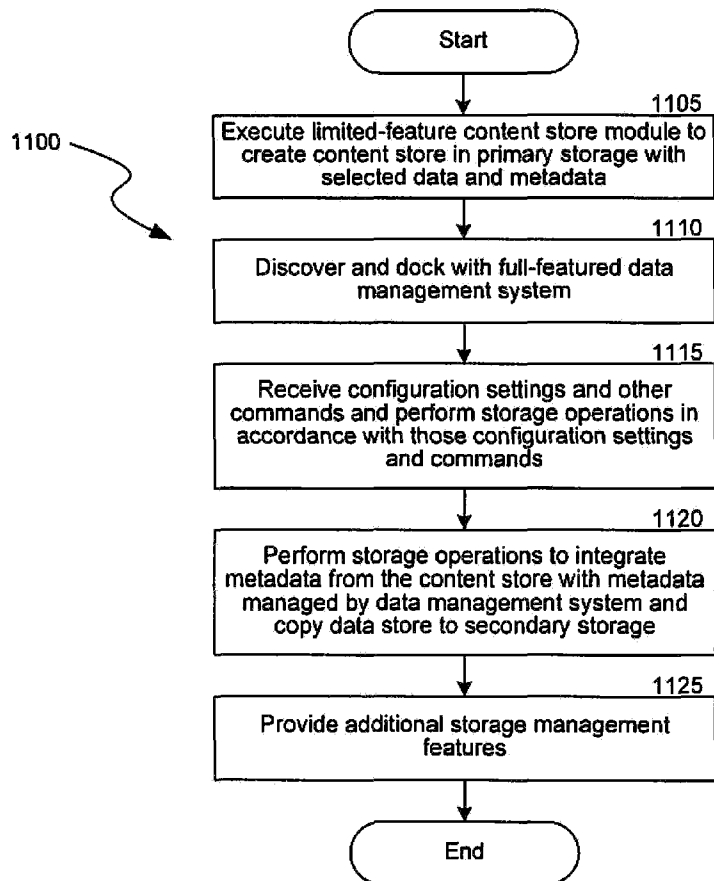 Start
1105
1100
Execute limited-feature content store module to
create content store in primary storage with
selected data and metadata
1110
Discover and dock with full-featured data
management system
1115
Receive configuration settings and other
commands and perform storage operations in
accordance with those configuration settings
and commands
1120
Perform storage operations to integrate
metadata from the content store with metadata
managed by data management system and
copy data store to secondary storage
1125
Provide additional storage management
features
End